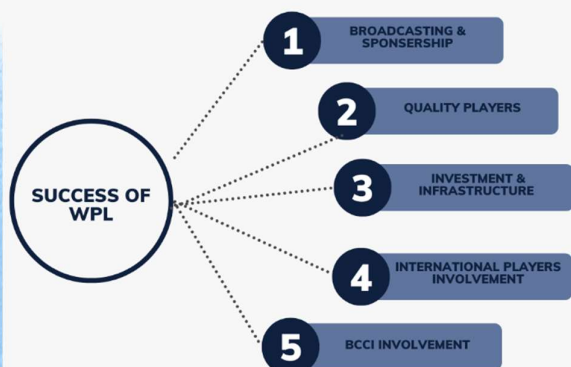 SUCCESS OF
WPL
1
BROADCASTING &
SPONSERSHIP
2
QUALITY PLAYERS
3
INVESTMENT &
INFRASTRUCTURE
4
INTERNATIONAL PLAYERS
INVOLVEMENT
5
BCCI INVOLVEMENT